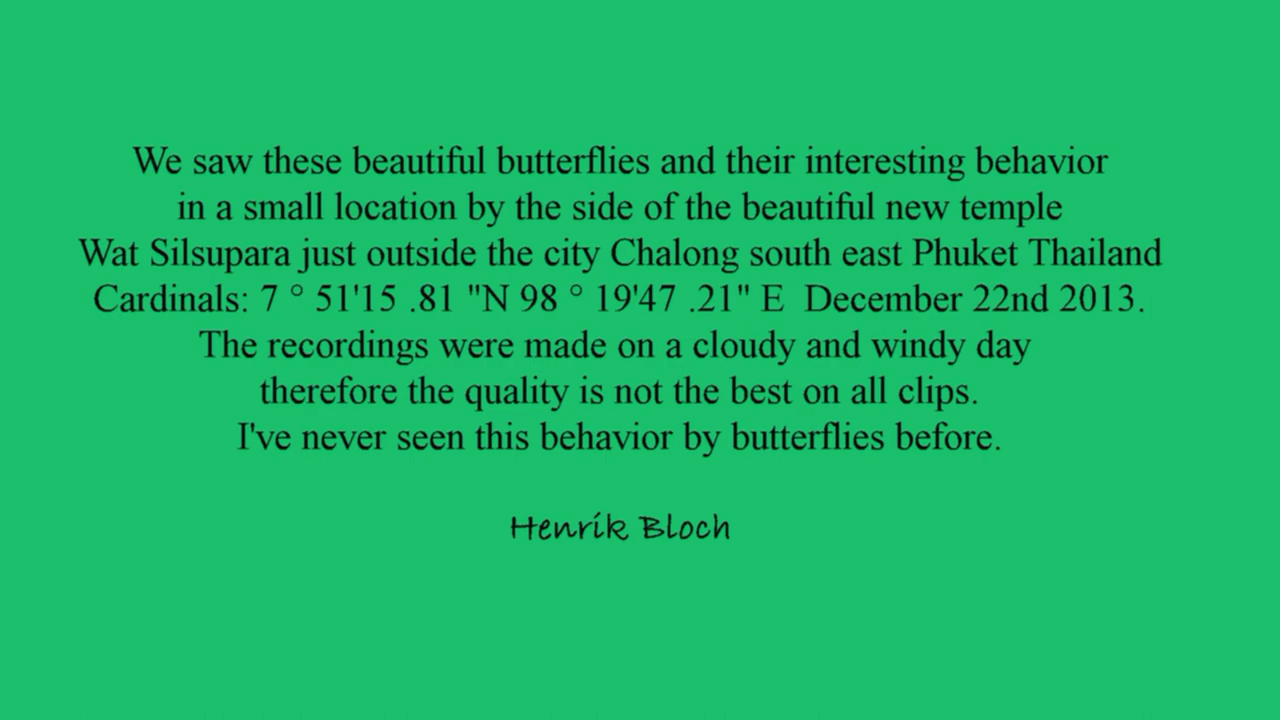 We saw these beautiful butterflies and their interesting behavior
in a small location by the side of the beautiful new temple
Wat Silsupara just outside the city Chalong south east Phuket Thailand
Cardinals: 7 ° 51'15 .81 "N 98 ° 19'47 .21" E  December 22nd 2013.
The recordings were made on a cloudy and windy day
therefore the quality is not the best on all clips.
I've never seen this behavior by butterflies before.
Henrik Bloch